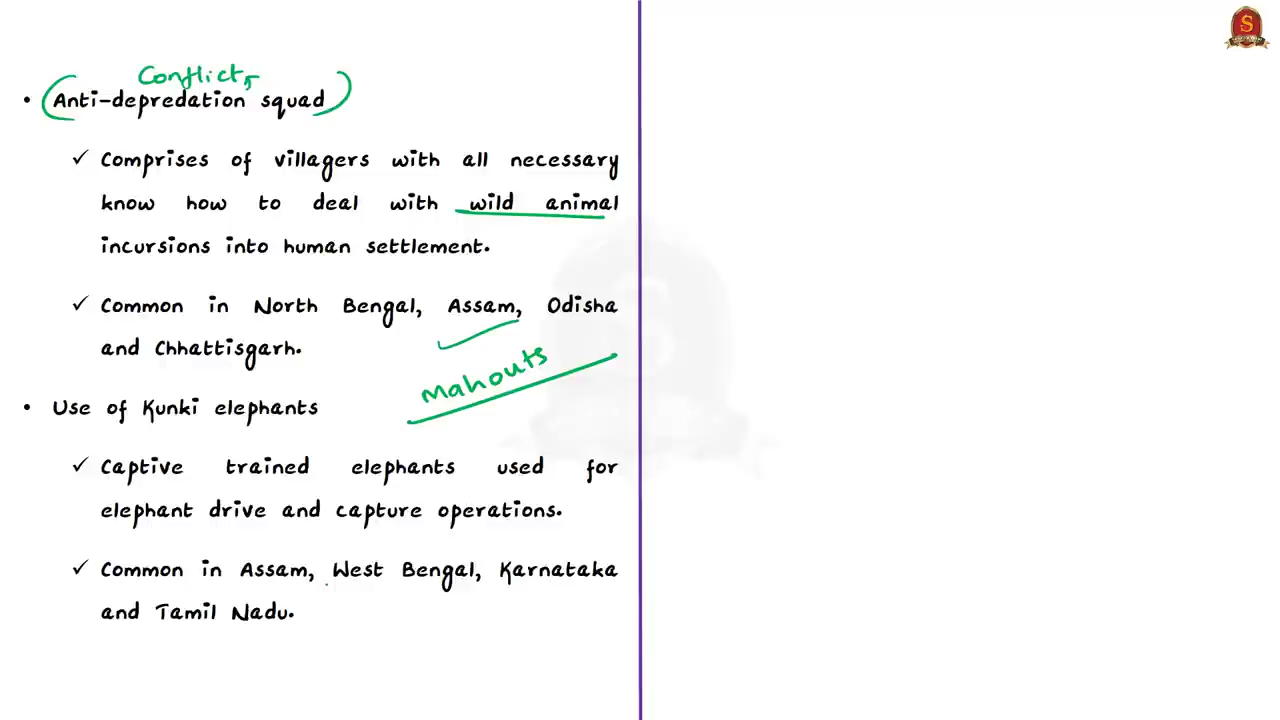 Conflict
• Anti-depredation squad
✓ Comprises of villagers with all necessary
know how to deal with wild animal
incursions into human settlement.
✓ Common in North Bengal, Assam, Odisha
and Chhattisgarh.
mahouts
• Use of Kunki elephants
✓ Captive trained elephants used for
elephant drive and capture operations.
✓ Common in Assam, West Bengal, Karnataka
and Tamil Nadu.
S